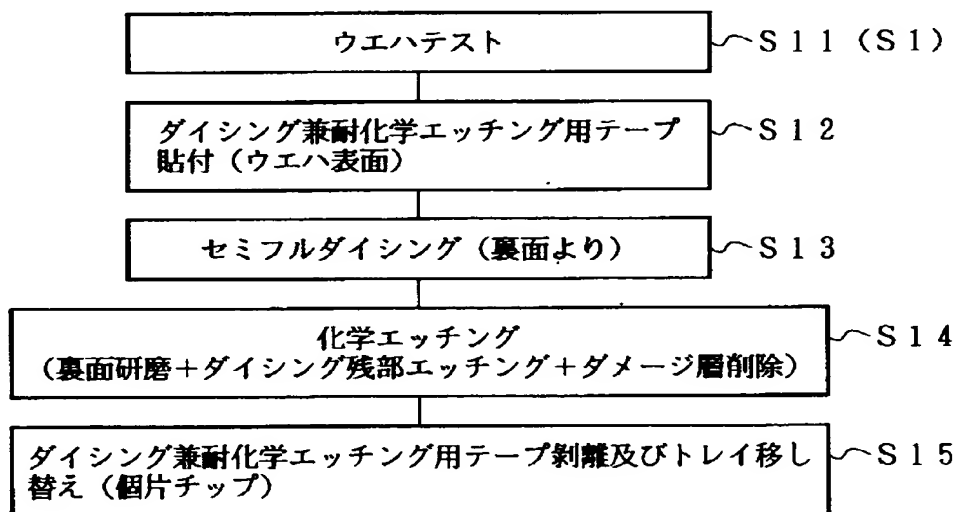 ウエハテスト
S11(S1)
ダイシング兼耐化学エッチング用テープ
貼付(ウエハ表面)
S12
セミフルダイシング(裏面より)
S13
化学エッチング
(裏面研磨+ダイシング残部エッチング+ダメージ層削除)
S14
ダイシング兼耐化学エッチング用テープ剝離及びトレイ移し
替え(個片チップ)
S15